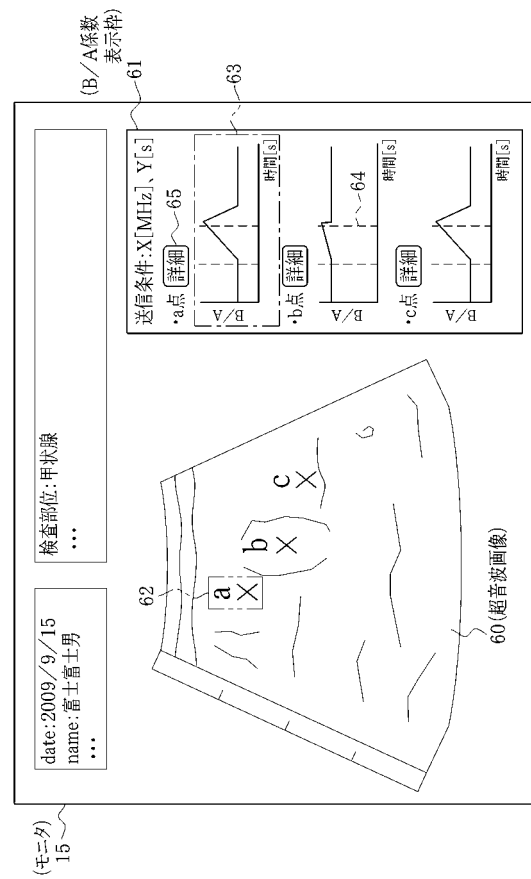 (モニタ)
15
date:2009/9/15
name:富士富士男
•••
検査部位:甲状腺
•••
(B/A係数
表示枠)
61
62
a
b
c
60(超音波画像)
送信条件:X[MHz]、Y[s]
・a点 詳細
65
63
B/A
時間[s]
・b点 詳細
64
B/A
時間[s]
・c点 詳細
B/A
時間[s]